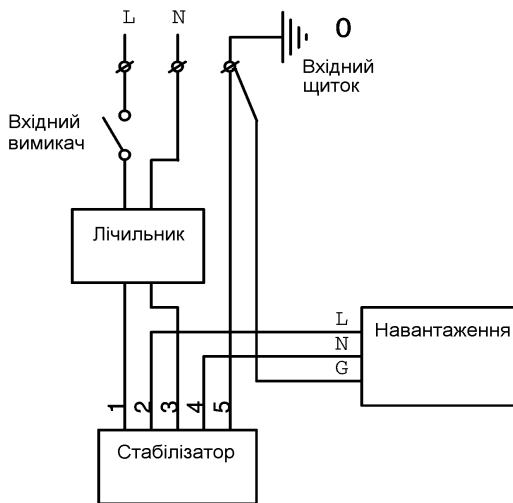 L N 0
Вхідний
щиток
Вхідний
вимикач
Лічильник
L
N
G
Навантаження
1 2 3 4 5
Стабілізатор